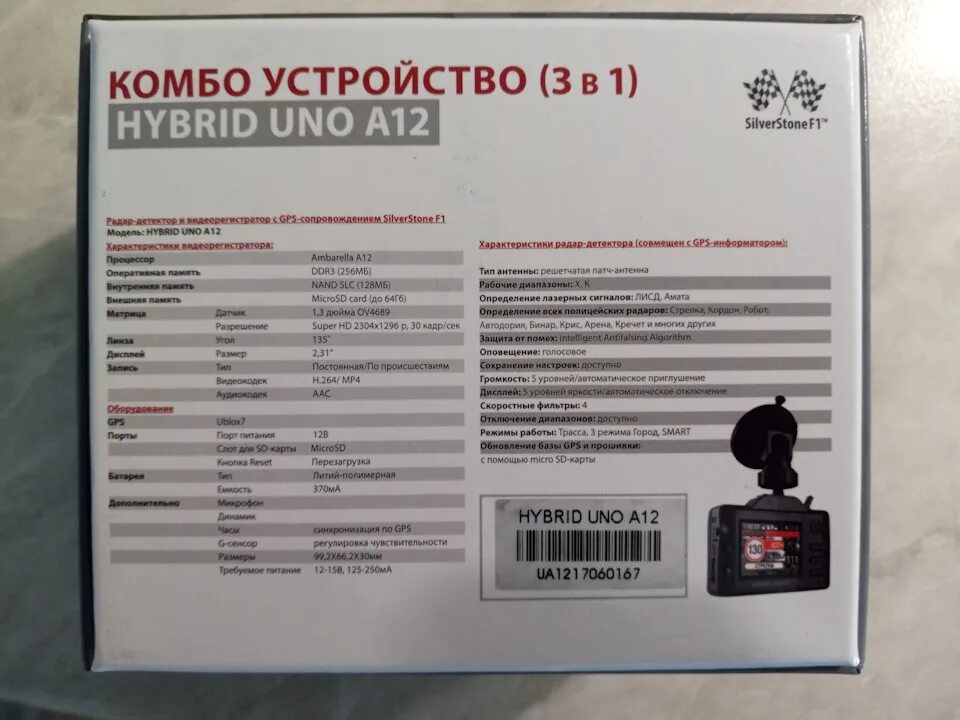 КОМБО УСТРОЙСТВО (3 в 1)
HYBRID UNO A12
SilverStone F1™
Радар-детектор и видеорегистратор с GPS-сопровождением SilverStone F1
Модель: HYBRID UNO A12
Характеристики видеорегистратора:
Процессор Ambarella A12
Оперативная память DDR3 (256МБ)
Внутренняя память NAND SLC (128МБ)
Внешняя память MicroSD card (до 64Гб)
Матрица Датчик 1,3 дюйма OV4689
Разрешение Super HD 2304x1296 p, 30 кадр/сек
Линза Угол 135°
Дисплей Размер 2,31"
Запись Тип Постоянная/По происшествиям
Видеокодек H.264/ MP4
Аудиокодек AAC
Оборудование
GPS Ublox7
Порты Порт питания 12В
Слот для SD-карты MicroSD
Кнопка Reset Перезагрузка
Батарея Тип Литий-полимерная
Емкость 370мА
Дополнительно Микрофон
Динамик
Часы синхронизация по GPS
G-сенсор регулировка чувствительности
Размеры 99,2X66,2X30мм
Требуемое питание 12-15В, 125-250мА
Характеристики радар-детектора (совмещен с GPS-информатором):
Тип антенны: решетчатая патч-антенна
Рабочие диапазоны: X, K
Определение лазерных сигналов: ЛИСД, Амата
Определение всех полицейских радаров: Стрелка, Кордон, Робот,
Автодория, Бинар, Крис, Арена, Кречет и многих других
Защита от помех: Intelligent Antifalsing Algorithm
Оповещение: голосовое
Сохранение настроек: доступно
Громкость: 5 уровней/автоматическое приглушение
Дисплей: 5 уровней яркости/автоматическое отключение
Скоростные фильтры: 4
Отключение диапазонов: доступно
Режимы работы: Трасса, 3 режима Город, SMART
Обновление базы GPS и прошивки:
с помощью micro SD-карты
HYBRID UNO A12
UA1217060167
130
СТРЕЛКА